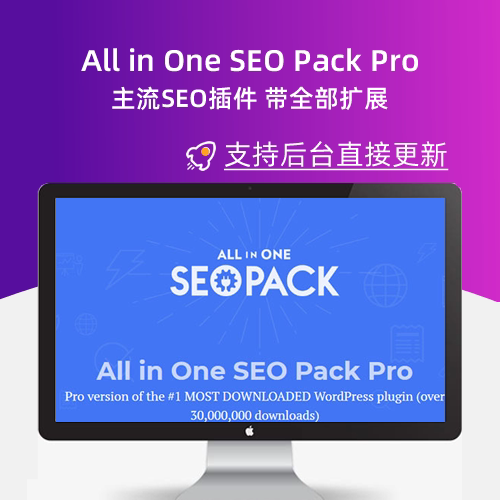 All in One SEO Pack Pro
主流SEO插件 带全部扩展
支持后台直接更新
ALL IN ONE
SEOPACK
All in One SEO Pack Pro
Pro version of the #1 MOST DOWNLOADED WordPress plugin (over
30,000,000 downloads)